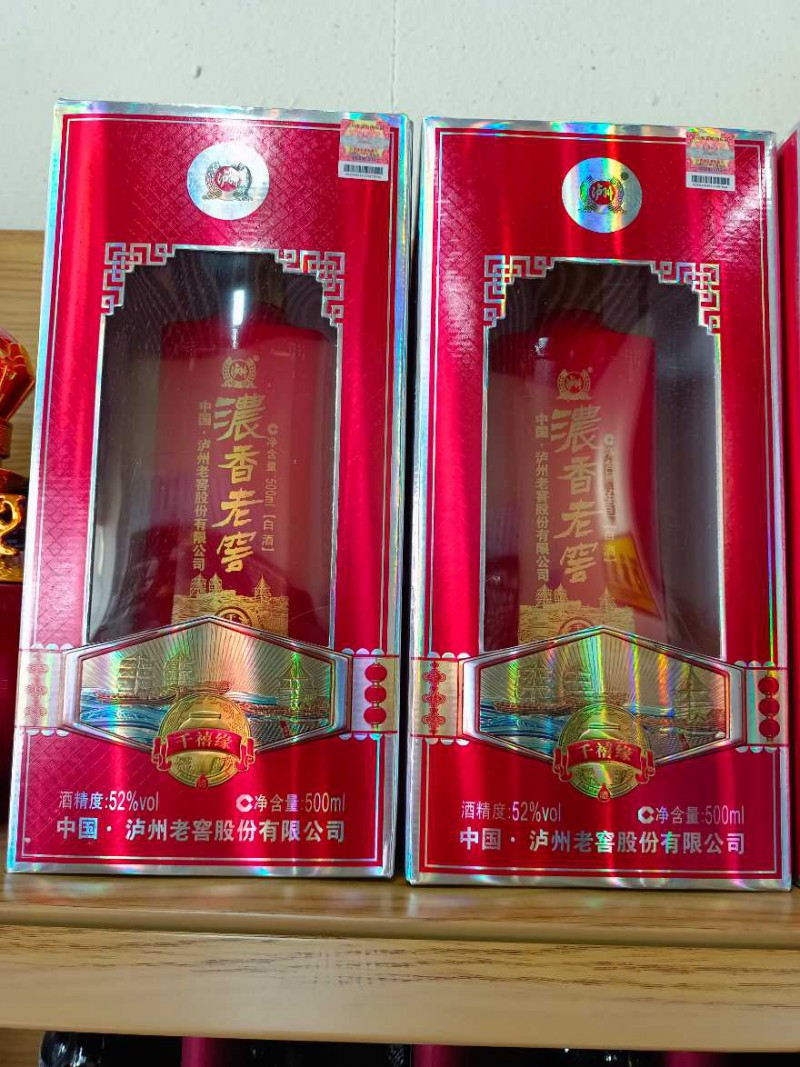 泸州
濃香老窖
中国·泸州老窖股份有限公司
净含量:500ml【白酒】
千禧缘
酒精度:52%vol
净含量:500ml
中国·泸州老窖股份有限公司
泸州
濃香老窖
中国·泸州老窖股份有限公司
千禧缘
酒精度:52%vol
净含量:500ml
中国·泸州老窖股份有限公司